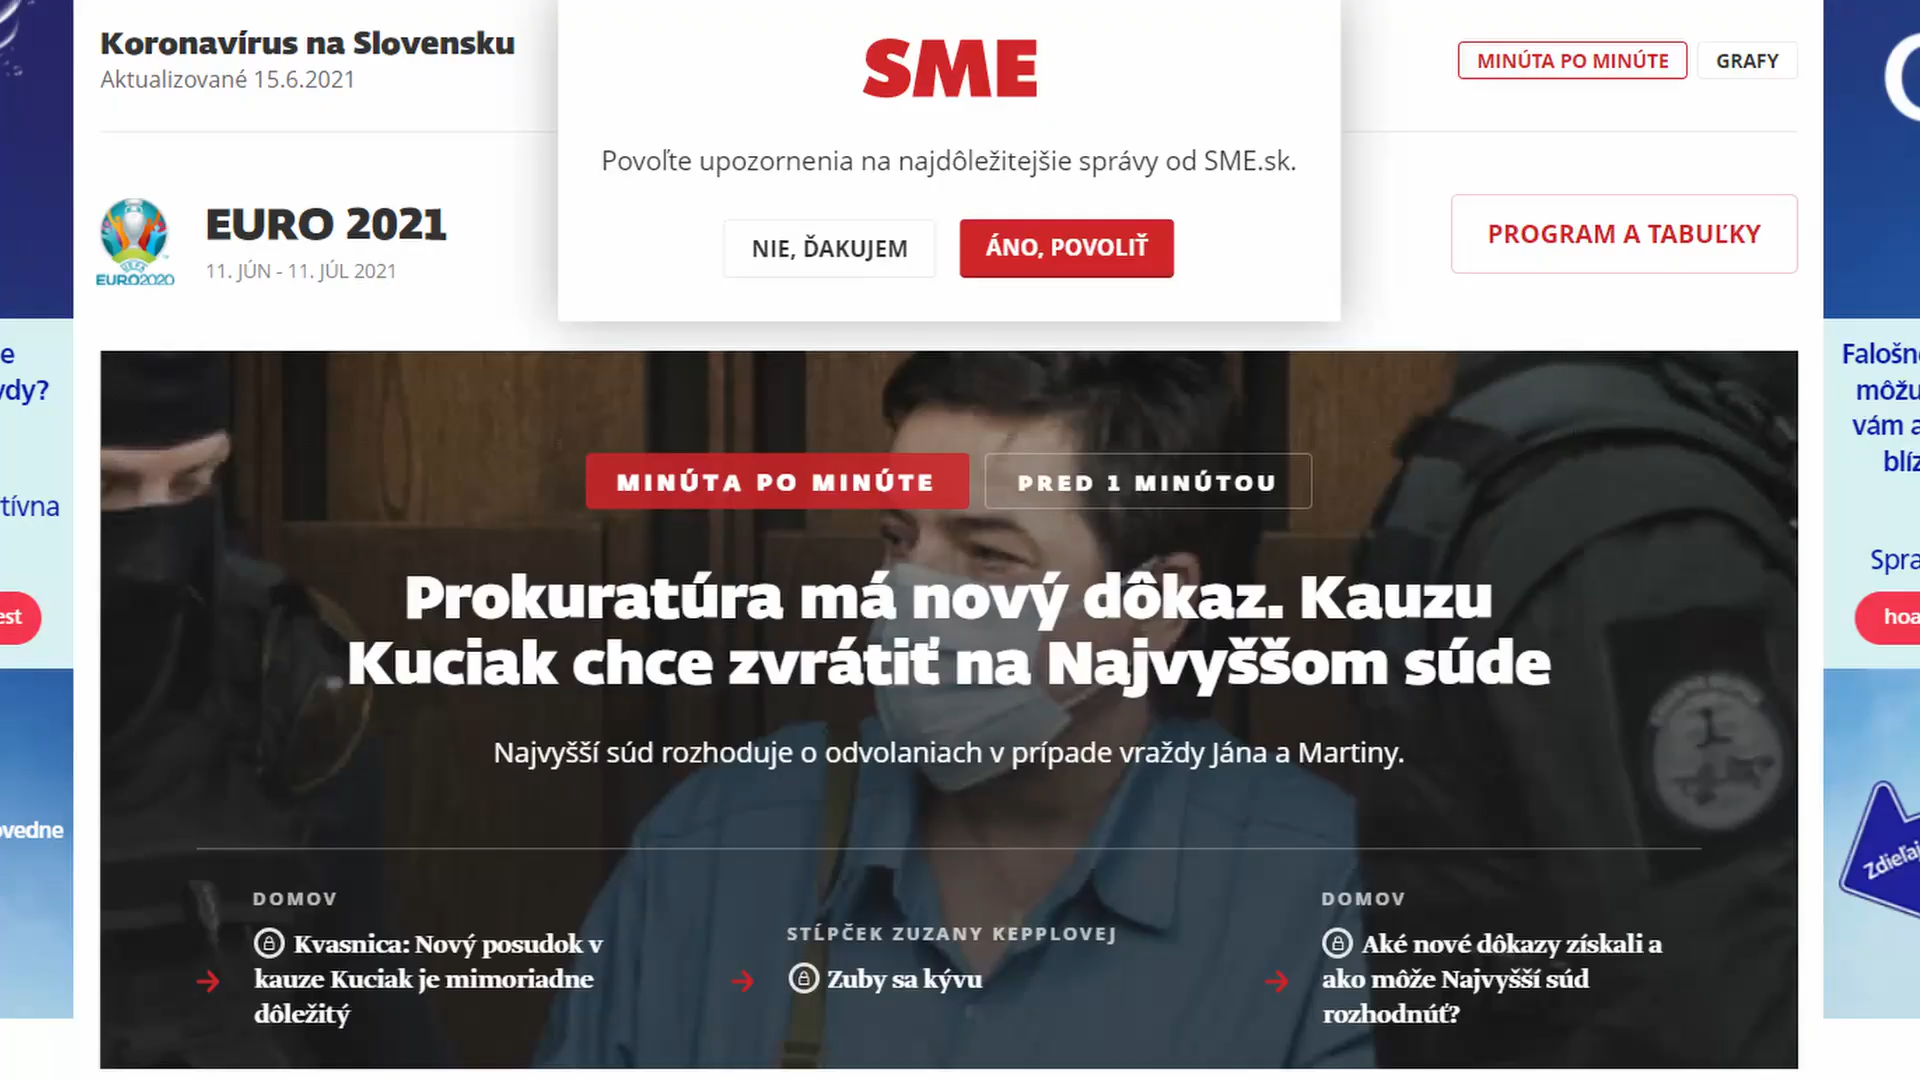 Koronavírus na Slovensku
Aktualizované 15.6.2021
SME
Povoľte upozornenia na najdôležitejšie správy od SME.sk.
NIE, ĎAKUJEM
ÁNO, POVOLIŤ
MINÚTA PO MINÚTE
GRAFY
EURO2020
EURO 2021
11. JÚN - 11. JÚL 2021
PROGRAM A TABUĽKY
MINÚTA PO MINÚTE
PRED 1 MINÚTOU
Prokuratúra má nový dôkaz. Kauzu
Kuciak chce zvrátiť na Najvyššom súde
Najvyšší súd rozhoduje o odvolaniach v prípade vraždy Jána a Martiny.
DOMOV
Kvasnica: Nový posudok v
kauze Kuciak je mimoriadne
dôležitý
STĹPČEK ZUZANY KEPPLOVEJ
Zuby sa kývu
DOMOV
Aké nové dôkazy získali a
ako môže Najvyšší súd
rozhodnúť?
vám a